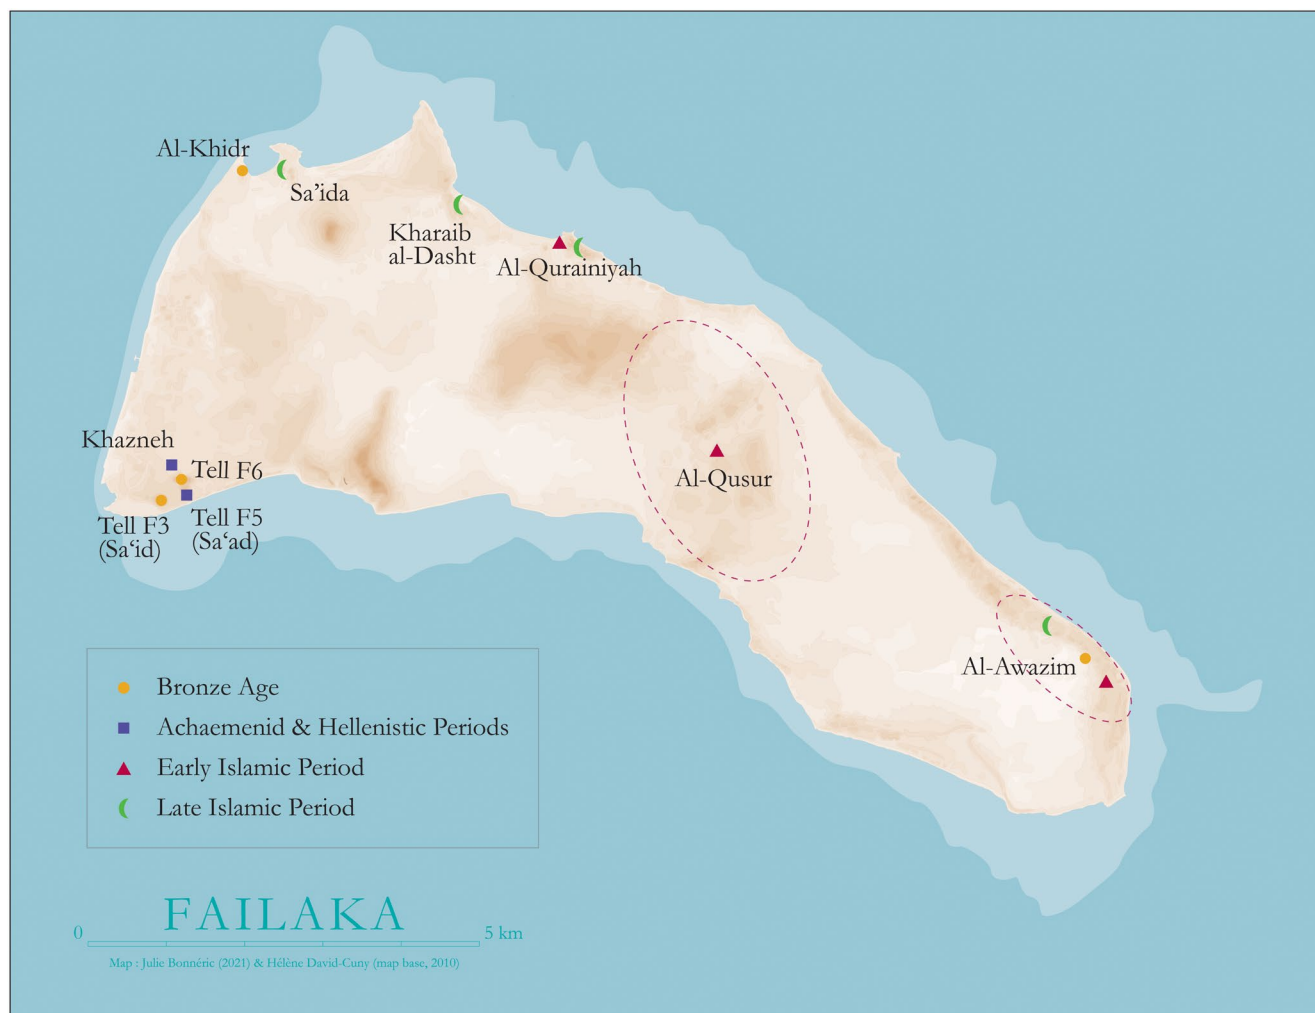 Al-Khidr
Sa’ida
Kharaib
al-Dasht
Al-Qurainiyah
Khazneh
Tell F6
Al-Qusur
Tell F3
(Sa‘id)
Tell F5
(Sa‘ad)
Al-Awazim
Bronze Age
Achaemenid & Hellenistic Periods
Early Islamic Period
Late Islamic Period
FAILAKA
0 5 km
Map : Julie Bonnéric (2021) & Hélène David-Cuny (map base, 2010)